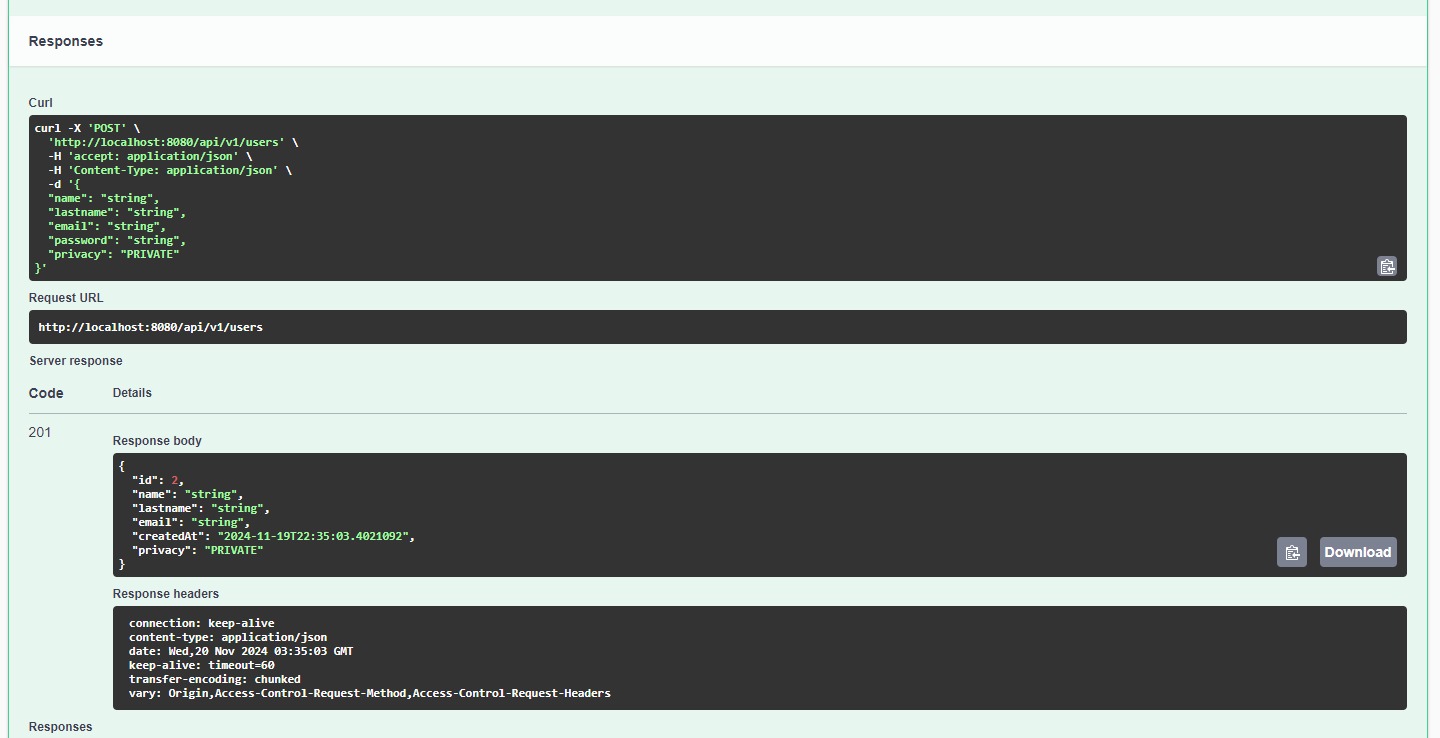 Responses
Curl
curl -X 'POST' \
  'http://localhost:8080/api/v1/users' \
  -H 'accept: application/json' \
  -H 'Content-Type: application/json' \
  -d '{
  "name": "string",
  "lastname": "string",
  "email": "string",
  "password": "string",
  "privacy": "PRIVATE"
}'
Request URL
http://localhost:8080/api/v1/users
Server response
Code Details
201
Response body
{
  "id": 2,
  "name": "string",
  "lastname": "string",
  "email": "string",
  "createdAt": "2024-11-19T22:35:03.4021092",
  "privacy": "PRIVATE"
}
Download
Response headers
connection: keep-alive
content-type: application/json
date: Wed,20 Nov 2024 03:35:03 GMT
keep-alive: timeout=60
transfer-encoding: chunked
vary: Origin,Access-Control-Request-Method,Access-Control-Request-Headers
Responses